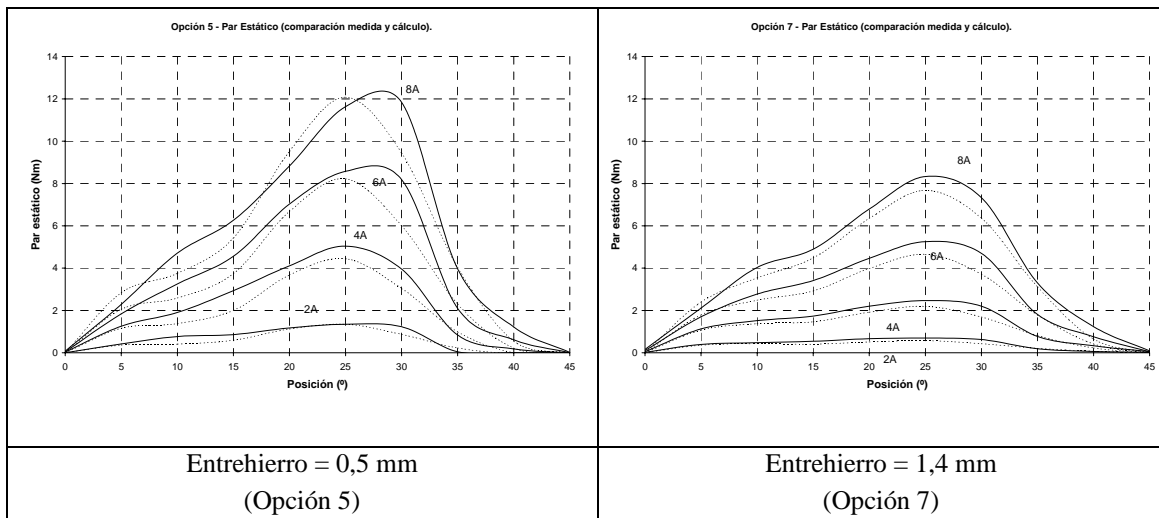 Opción 5 - Par Estático (comparación medida y cálculo).
14
12
10
8
6
4
2
0
Par estático (Nm)
8A
6A
4A
2A
0 5 10 15 20 25 30 35 40 45
Posición (º)
Opción 7 - Par Estático (comparación medida y cálculo).
14
12
10
8
6
4
2
0
Par estático (Nm)
8A
6A
4A
2A
0 5 10 15 20 25 30 35 40 45
Posición (º)
Entrehierro = 0,5 mm
(Opción 5)
Entrehierro = 1,4 mm
(Opción 7)